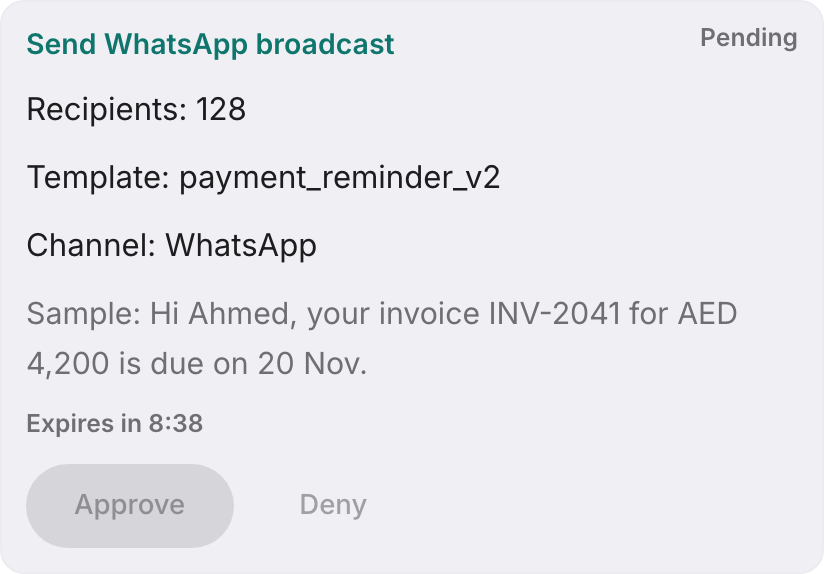 Send WhatsApp broadcast
Pending
Recipients: 128
Template: payment_reminder_v2
Channel: WhatsApp
Sample: Hi Ahmed, your invoice INV-2041 for AED
4,200 is due on 20 Nov.
Expires in 8:38
Approve
Deny